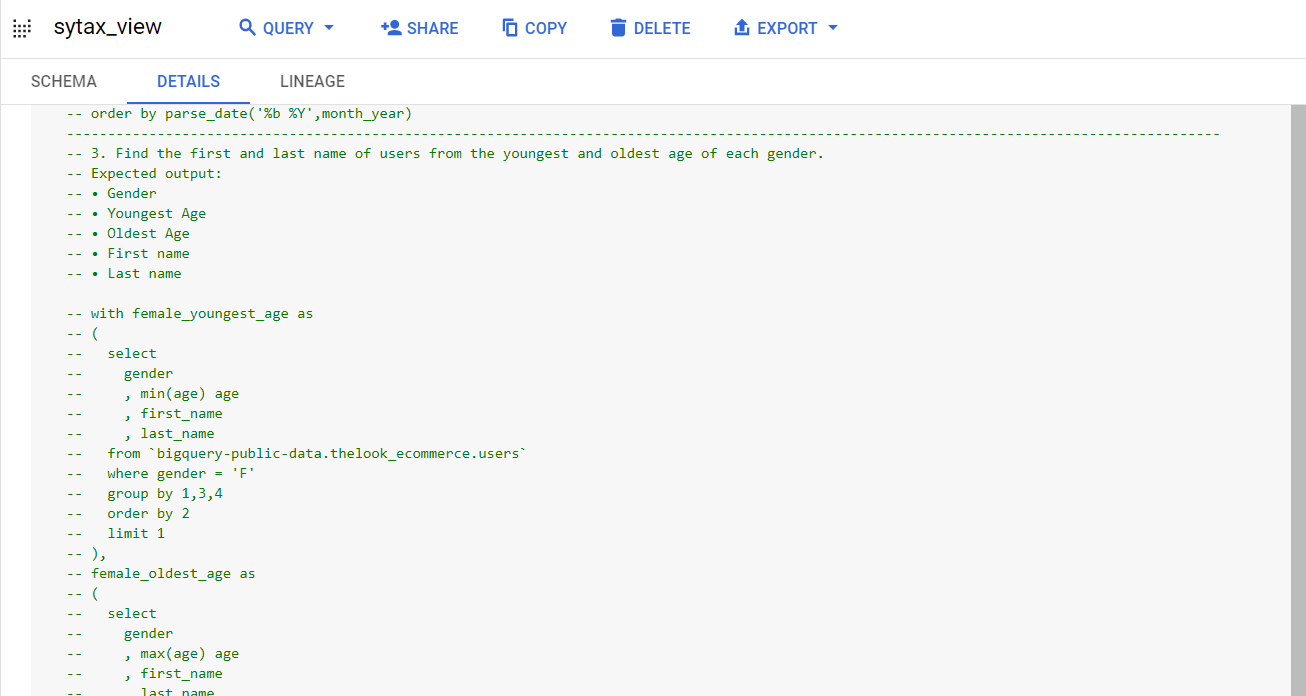 sytax_view
QUERY
SHARE
COPY
DELETE
EXPORT
SCHEMA
DETAILS
LINEAGE
-- order by parse_date('%b %Y',month_year)
--------------------------------------------------------------------------------------------------------------------------------------------
-- 3. Find the first and last name of users from the youngest and oldest age of each gender.
-- Expected output:
-- • Gender
-- • Youngest Age
-- • Oldest Age
-- • First name
-- • Last name
-- with female_youngest_age as
-- (
--   select
--     gender
--     , min(age) age
--     , first_name
--     , last_name
--   from `bigquery-public-data.thelook_ecommerce.users`
--   where gender = 'F'
--   group by 1,3,4
--   order by 2
--   limit 1
-- ),
-- female_oldest_age as
-- (
--   select
--     gender
--     , max(age) age
--     , first_name
--     , last_name